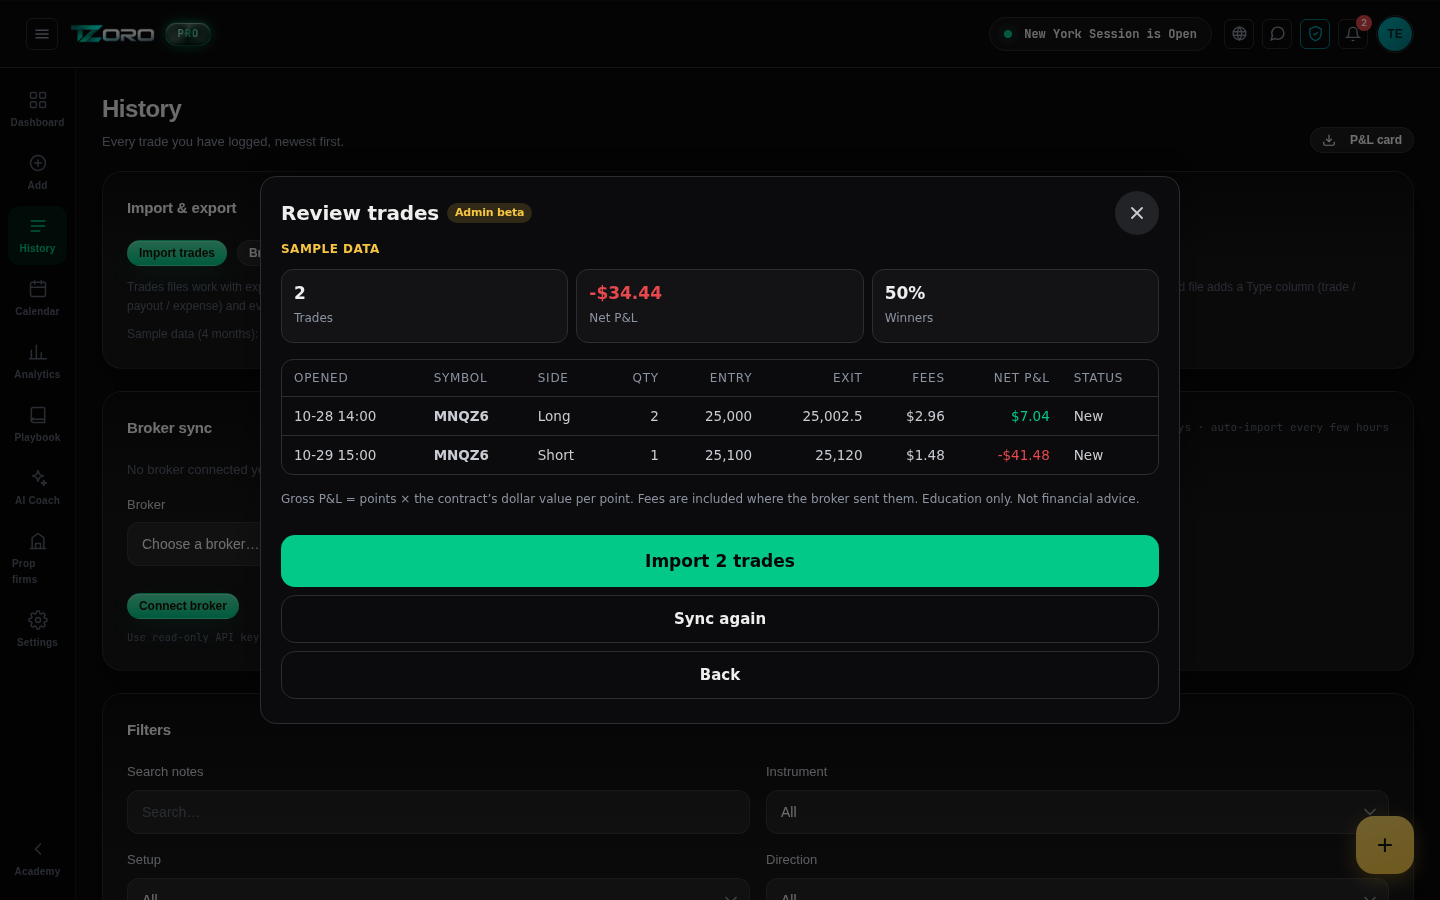 TZORO PRO
New York Session is Open
2
TE
Dashboard
Add
History
Calendar
Analytics
Playbook
AI Coach
Prop
firms
Settings
Academy
History
Every trade you have logged, newest first.
P&L card
Import & export
Import trades
Trades files work with
d file adds a Type column (trade /
payout / expense) and
Sample data (4 months):
Broker sync
ys · auto-import every few hours
No broker connected
Broker
Choose a broker…
Connect broker
Use read-only API key
Review trades
Admin beta
SAMPLE DATA
2
Trades
-$34.44
Net P&L
50%
Winners
OPENED SYMBOL SIDE QTY ENTRY EXIT FEES NET P&L STATUS
10-28 14:00 MNQZ6 Long 2 25,000 25,002.5 $2.96 $7.04 New
10-29 15:00 MNQZ6 Short 1 25,100 25,120 $1.48 -$41.48 New
Gross P&L = points × the contract’s dollar value per point. Fees are included where the broker sent them. Education only. Not financial advice.
Import 2 trades
Sync again
Back
Filters
Search notes
Search…
Instrument
All
Setup
All
Direction
All
+